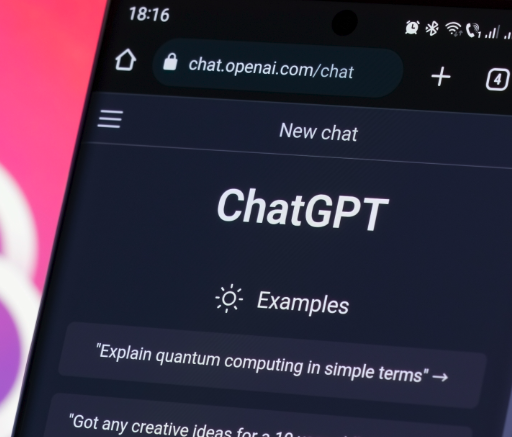 18:16
chat.openai.com/chat
4
New chat
ChatGPT
Examples
"Explain quantum computing in simple terms" →
"Got any creative ideas for a 10